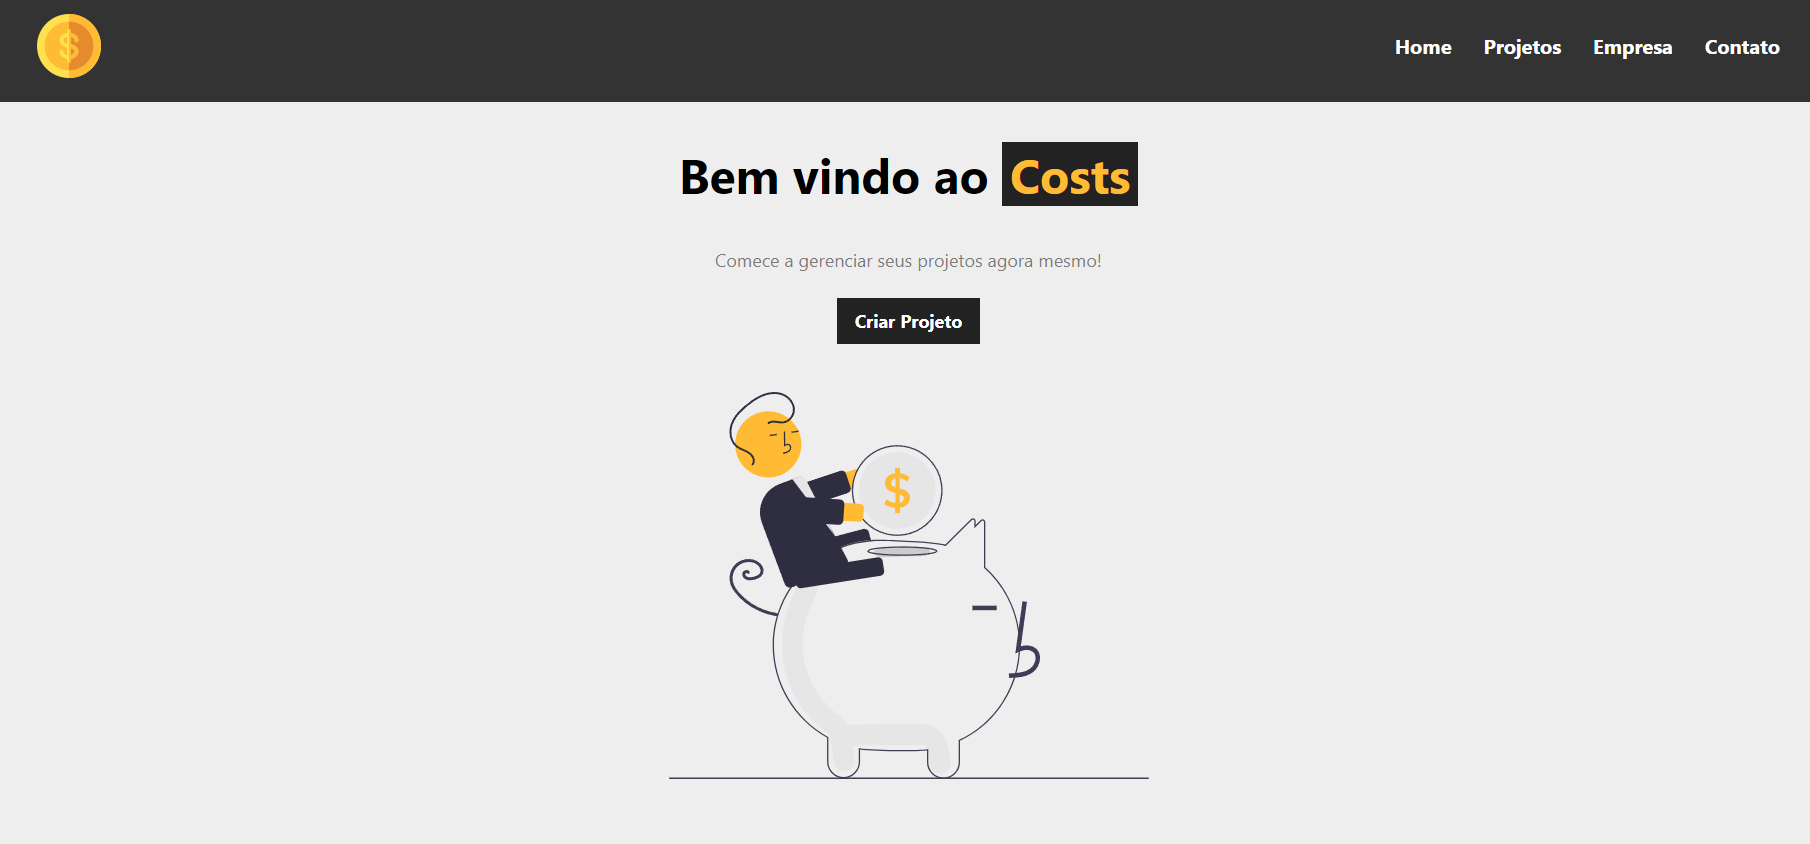 $
Home Projetos Empresa Contato
Bem vindo ao Costs
Comece a gerenciar seus projetos agora mesmo!
Criar Projeto
$